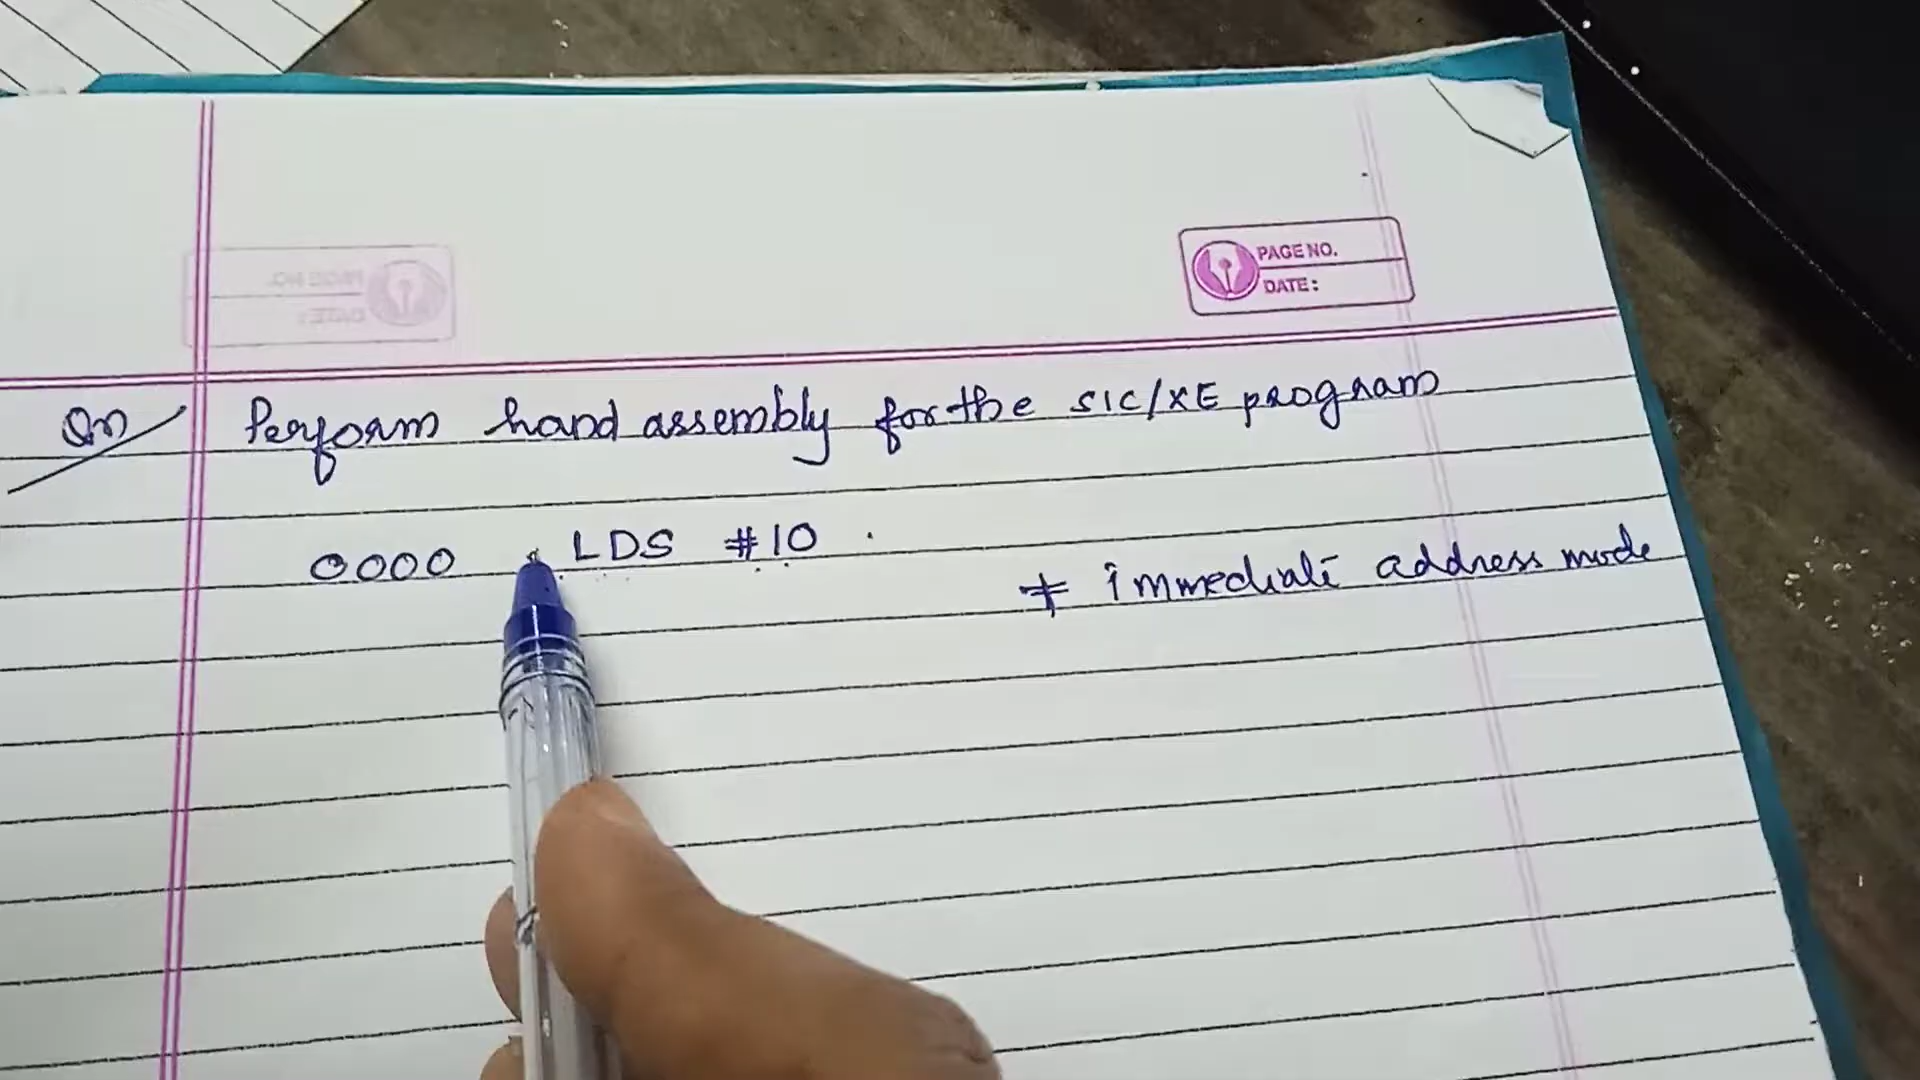 PAGE NO.
DATE:
Qn Perform hand assembly for the SIC/XE program
0000 LDS #10
* immediate address mode